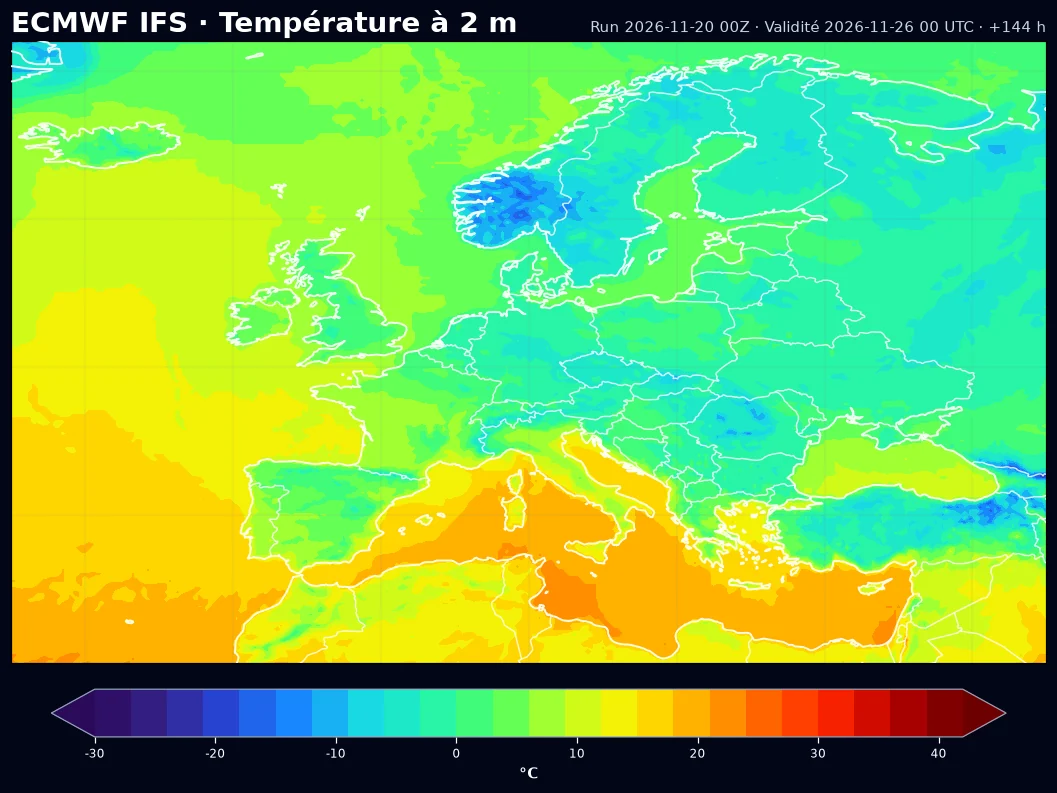 ECMWF IFS · Température à 2 m
Run 2026-11-20 00Z · Validité 2026-11-26 00 UTC · +144 h
-30 -20 -10 0 10 20 30 40
°C